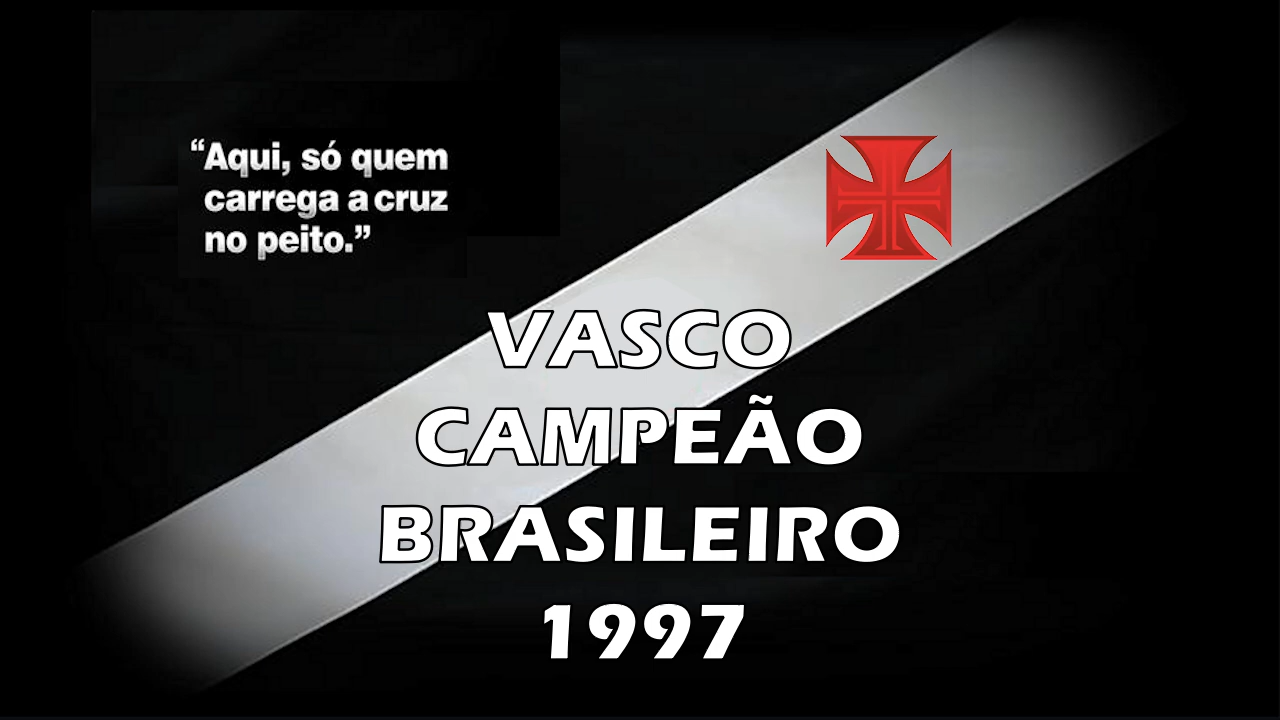 “Aqui, só quem
carrega a cruz
no peito.”
VASCO
CAMPEÃO
BRASILEIRO
1997